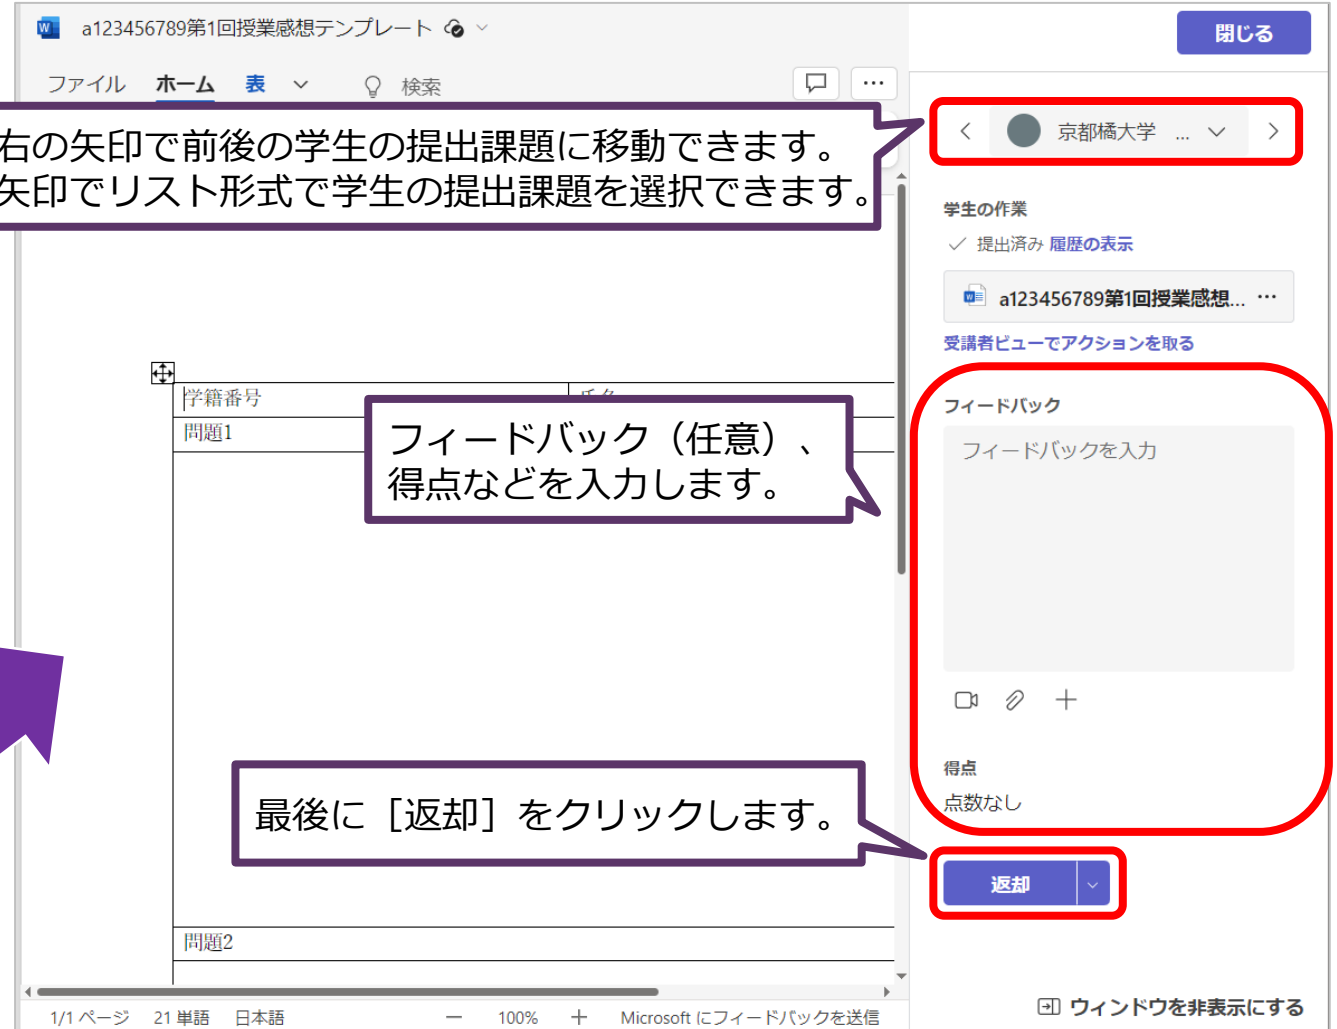 a123456789第1回授業感想テンプレート
閉じる
ファイル ホーム 表 検索
右の矢印で前後の学生の提出課題に移動できます。
矢印でリスト形式で学生の提出課題を選択できます。
京都橘大学 ...
学生の作業
提出済み 履歴の表示
a123456789第1回授業感想...
受講者ビューでアクションを取る
学籍番号
問題1
フィードバック（任意）、
得点などを入力します。
フィードバック
フィードバックを入力
得点
点数なし
最後に［返却］をクリックします。
返却
問題2
1/1 ページ 21 単語 日本語 100% Microsoft にフィードバックを送信
ウィンドウを非表示にする